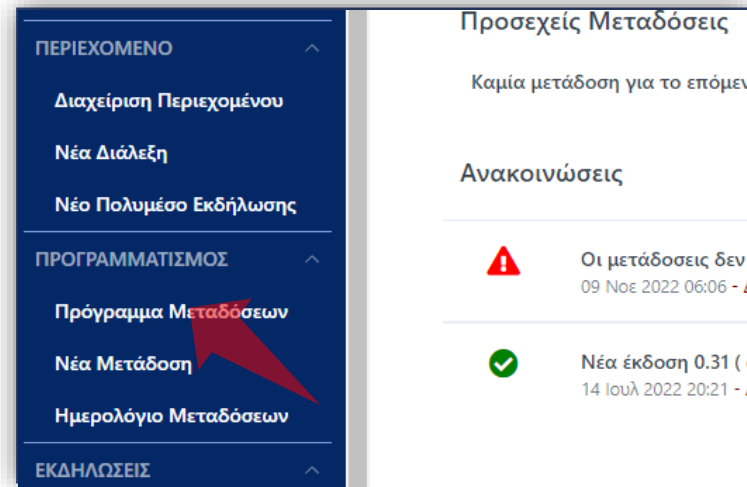 ΠΕΡΙΕΧΟΜΕΝΟ
Διαχείριση Περιεχομένου
Νέα Διάλεξη
Νέο Πολυμέσο Εκδήλωσης
ΠΡΟΓΡΑΜΜΑΤΙΣΜΟΣ
Πρόγραμμα Μεταδόσεων
Νέα Μετάδοση
Ημερολόγιο Μεταδόσεων
ΕΚΔΗΛΩΣΕΙΣ
Προσεχείς Μεταδόσεις
Καμία μετάδοση για το
Ανακοινώσεις
Οι μετάδοσεις δεν
09 Νοε 2022 06:06 -
Νέα έκδοση 0.31 (
14 Ιουλ 2022 20:21 -